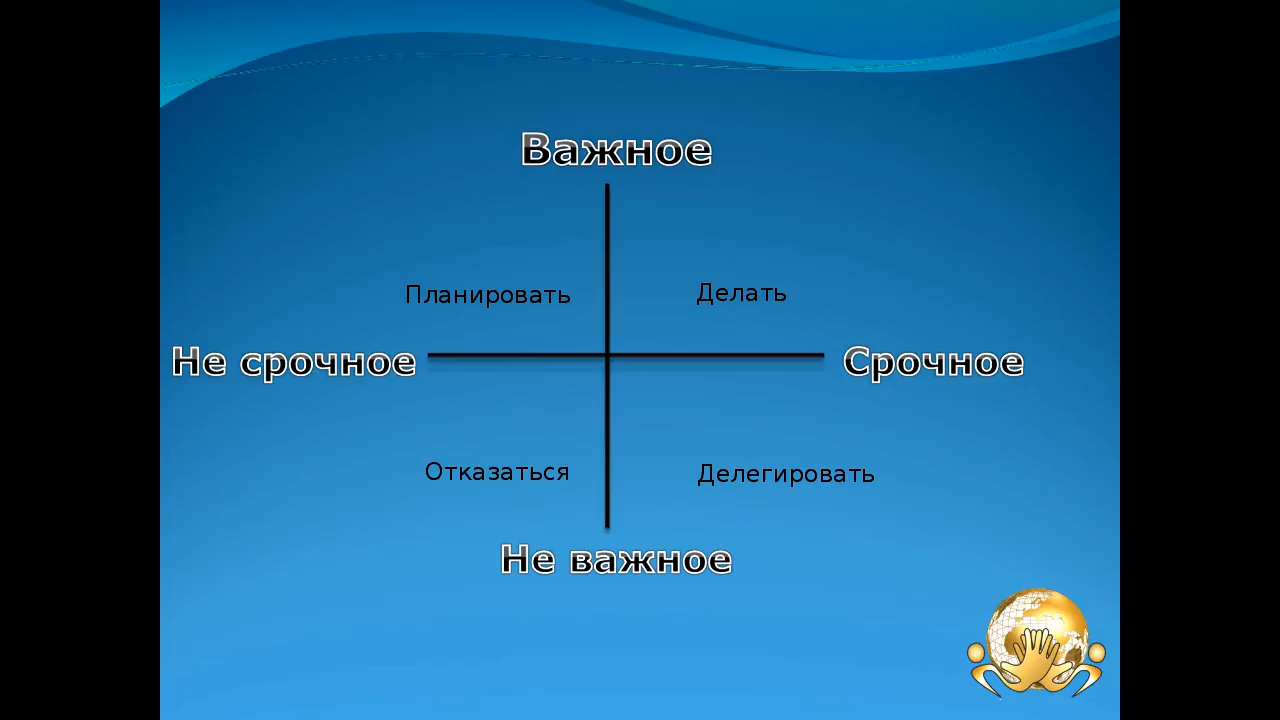 Важное
Планировать
Делать
Не срочное
Срочное
Отказаться
Делегировать
Не важное